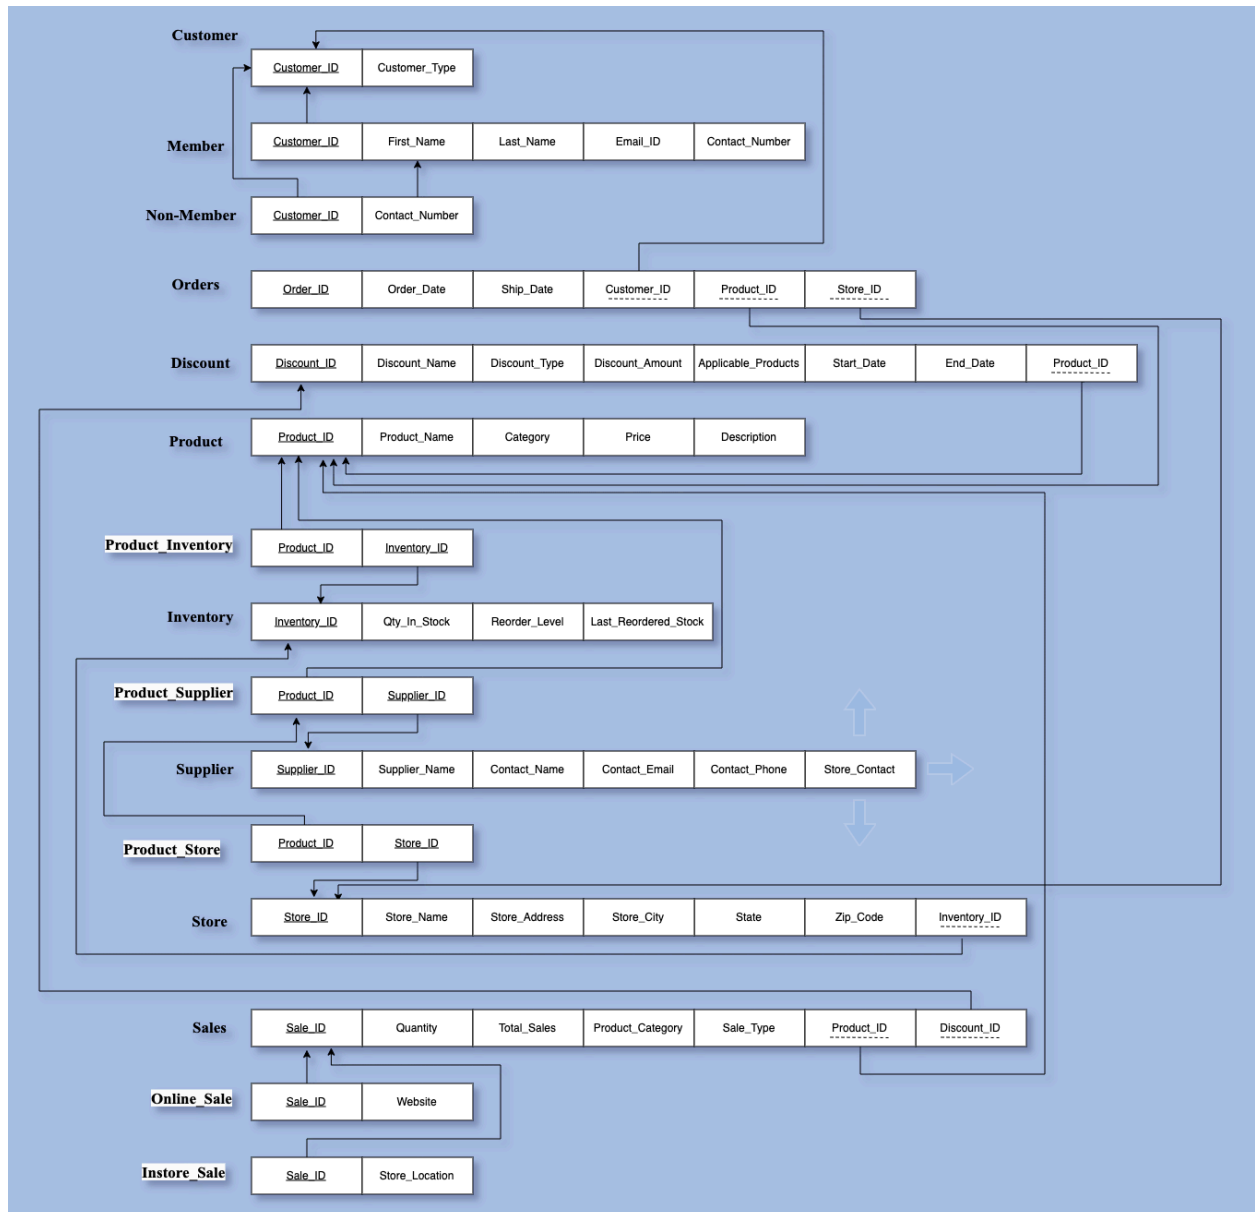 Customer
Customer_ID Customer_Type
Member
Customer_ID First_Name Last_Name Email_ID Contact_Number
Non-Member
Customer_ID Contact_Number
Orders
Order_ID Order_Date Ship_Date Customer_ID Product_ID Store_ID
Discount
Discount_ID Discount_Name Discount_Type Discount_Amount Applicable_Products Start_Date End_Date Product_ID
Product
Product_ID Product_Name Category Price Description
Product_Inventory
Product_ID Inventory_ID
Inventory
Inventory_ID Qty_In_Stock Reorder_Level Last_Reordered_Stock
Product_Supplier
Product_ID Supplier_ID
Supplier
Supplier_ID Supplier_Name Contact_Name Contact_Email Contact_Phone Store_Contact
Product_Store
Product_ID Store_ID
Store
Store_ID Store_Name Store_Address Store_City State Zip_Code Inventory_ID
Sales
Sale_ID Quantity Total_Sales Product_Category Sale_Type Product_ID Discount_ID
Online_Sale
Sale_ID Website
Instore_Sale
Sale_ID Store_Location